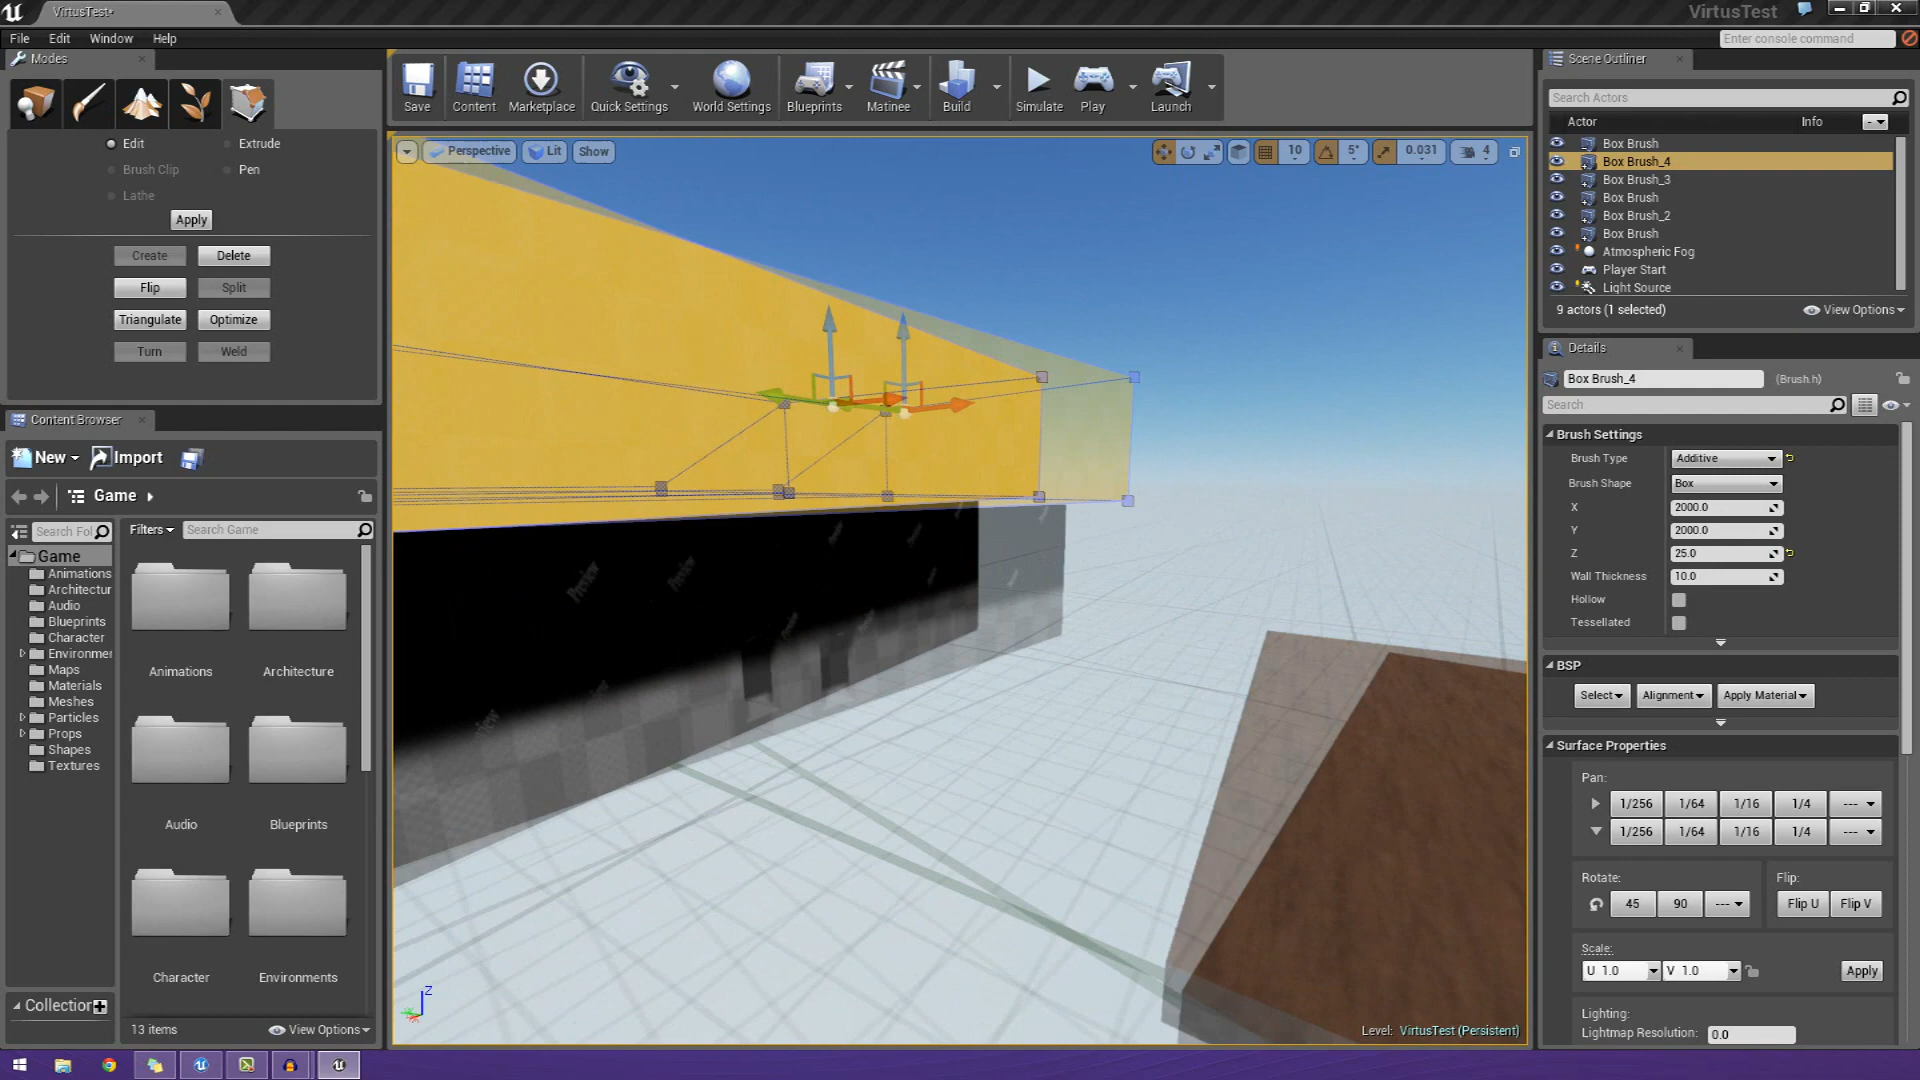 VirtusTest•
VirtusTest
File Edit Window Help
Enter console command
Modes
Edit
Extrude
Brush Clip
Pen
Lathe
Apply
Create
Delete
Flip
Split
Triangulate
Optimize
Turn
Weld
Save
Content
Marketplace
Quick Settings
World Settings
Blueprints
Matinee
Build
Simulate
Play
Launch
Perspective
Lit
Show
10
5°
0.031
4
Preview
Preview
Preview
Level: VirtusTest (Persistent)
Z
Content Browser
New
Import
Game
Search Fol
Filters
Search Game
Game
Animations
Architectur
Audio
Blueprints
Character
Environmer
Maps
Materials
Meshes
Particles
Props
Shapes
Textures
Animations
Architecture
Audio
Blueprints
Character
Environments
Collection
13 items
View Options
Scene Outliner
Search Actors
Actor
Info
Box Brush
Box Brush_4
Box Brush_3
Box Brush
Box Brush_2
Box Brush
Atmospheric Fog
Player Start
Light Source
9 actors (1 selected)
View Options
Details
Box Brush_4
(Brush.h)
Search
Brush Settings
Brush Type
Additive
Brush Shape
Box
X
2000.0
Y
2000.0
Z
25.0
Wall Thickness
10.0
Hollow
Tessellated
BSP
Select
Alignment
Apply Material
Surface Properties
Pan:
1/256 1/64 1/16 1/4 ---
1/256 1/64 1/16 1/4 ---
Rotate:
Flip:
45 90 ---
Flip U Flip V
Scale:
U 1.0
V 1.0
Apply
Lighting:
Lightmap Resolution:
0.0